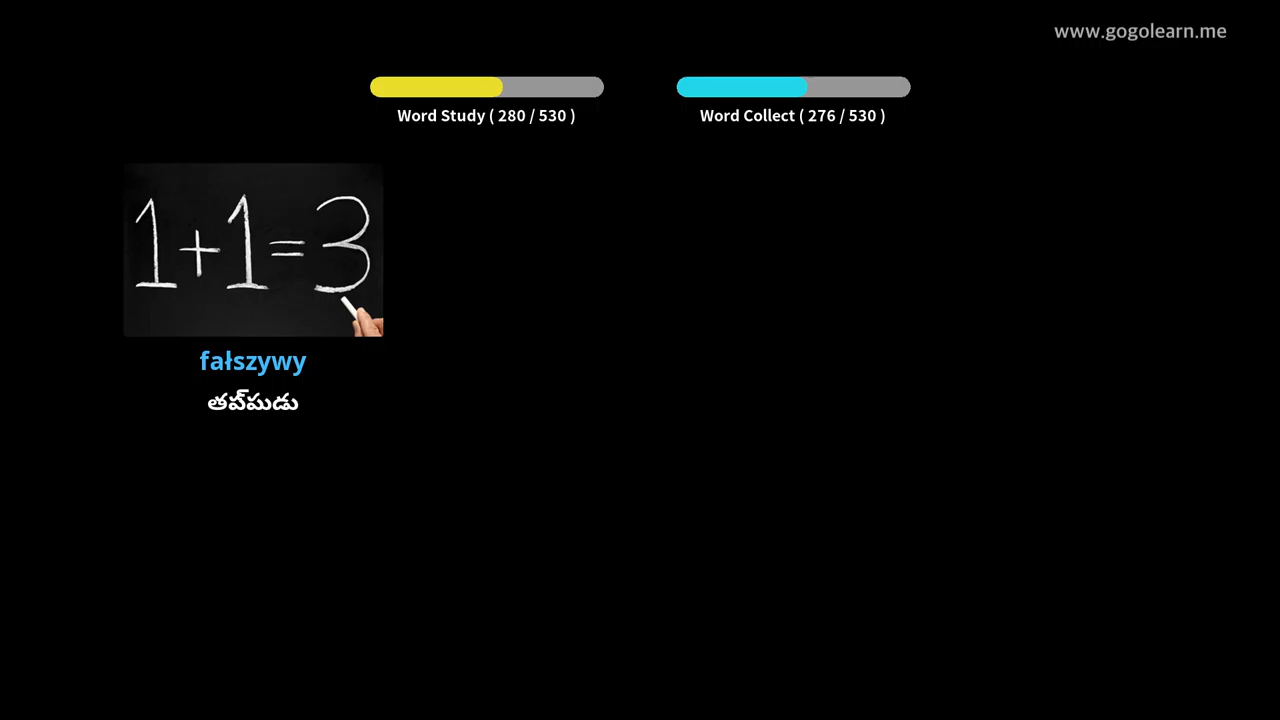 www.gogolearn.me
Word Study ( 280 / 530 )
Word Collect ( 276 / 530 )
1+1=3
fałszywy
తప్పుడు